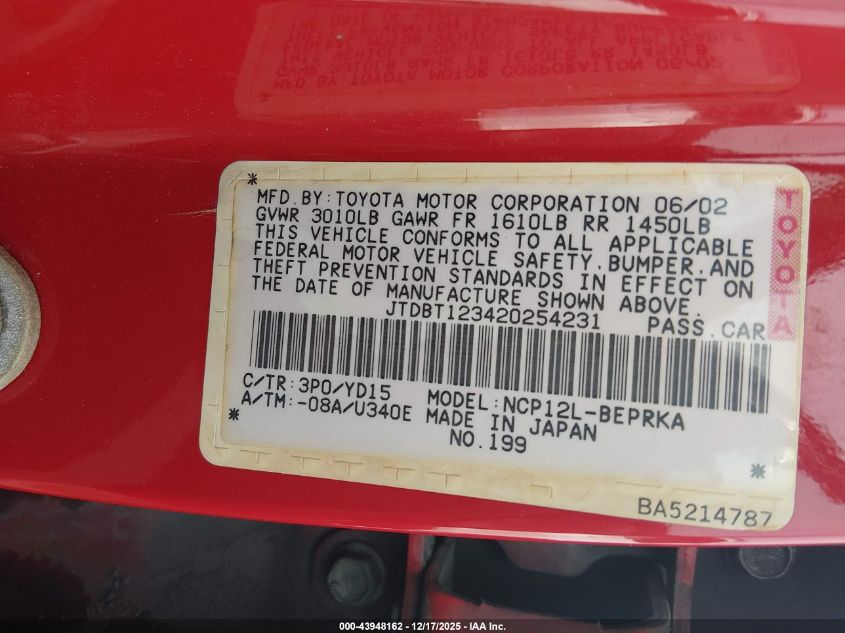 MFD. BY: TOYOTA MOTOR CORPORATION 06/02
GVWR 3010LB GAWR FR 1610LB RR 1450LB
THIS VEHICLE CONFORMS TO ALL APPLICABLE
FEDERAL MOTOR VEHICLE SAFETY, BUMPER, AND
THEFT PREVENTION STANDARDS IN EFFECT ON
THE DATE OF MANUFACTURE SHOWN ABOVE.
JTDBT123420254231 PASS. CAR
C/TR: 3P0/YD15 MODEL: NCP12L-BEPRKA
A/TM: -08A/U340E MADE IN JAPAN
NO. 199
TOYOTA
BA5214787
000-43948162 - 12/17/2025 - IAA Inc.